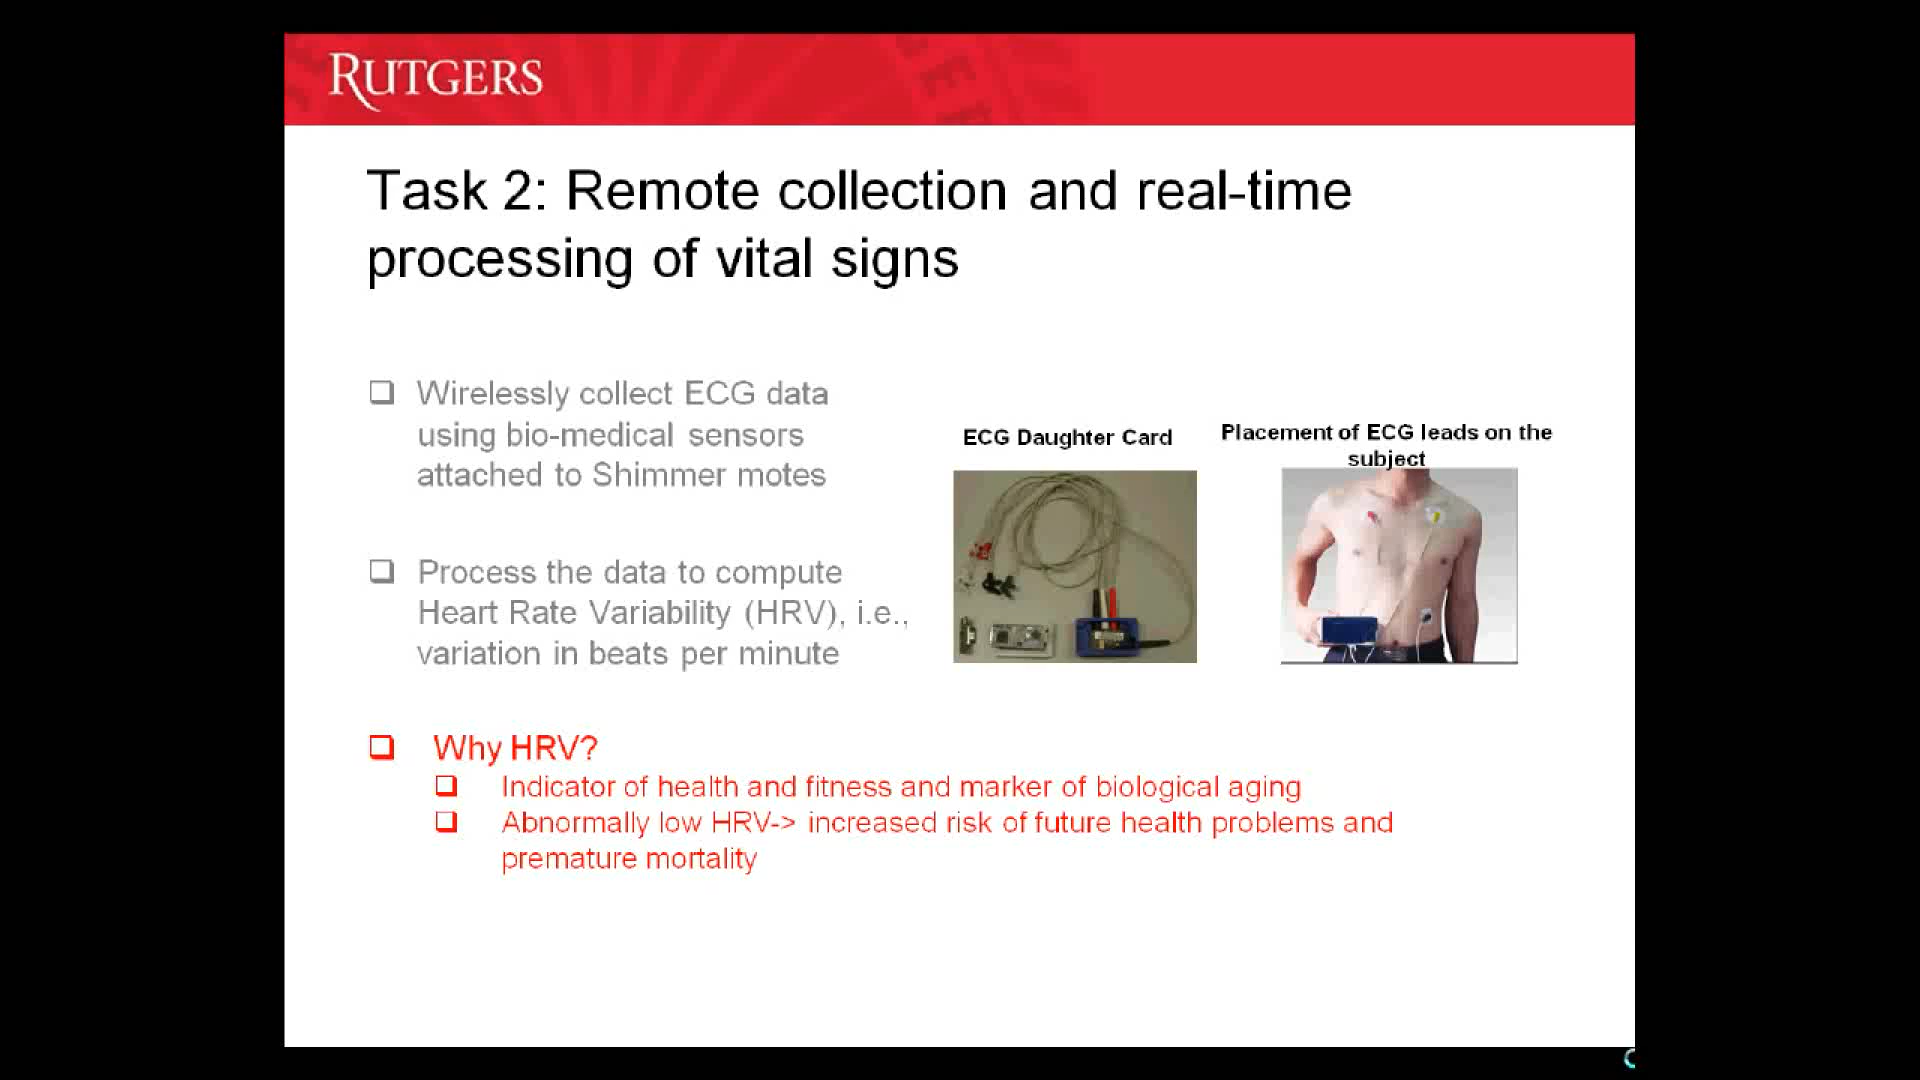 RUTGERS
Task 2: Remote collection and real-time
processing of vital signs
Wirelessly collect ECG data
using bio-medical sensors
attached to Shimmer motes
Process the data to compute
Heart Rate Variability (HRV), i.e.,
variation in beats per minute
ECG Daughter Card
Placement of ECG leads on the
subject
Why HRV?
Indicator of health and fitness and marker of biological aging
Abnormally low HRV-> increased risk of future health problems and
premature mortality